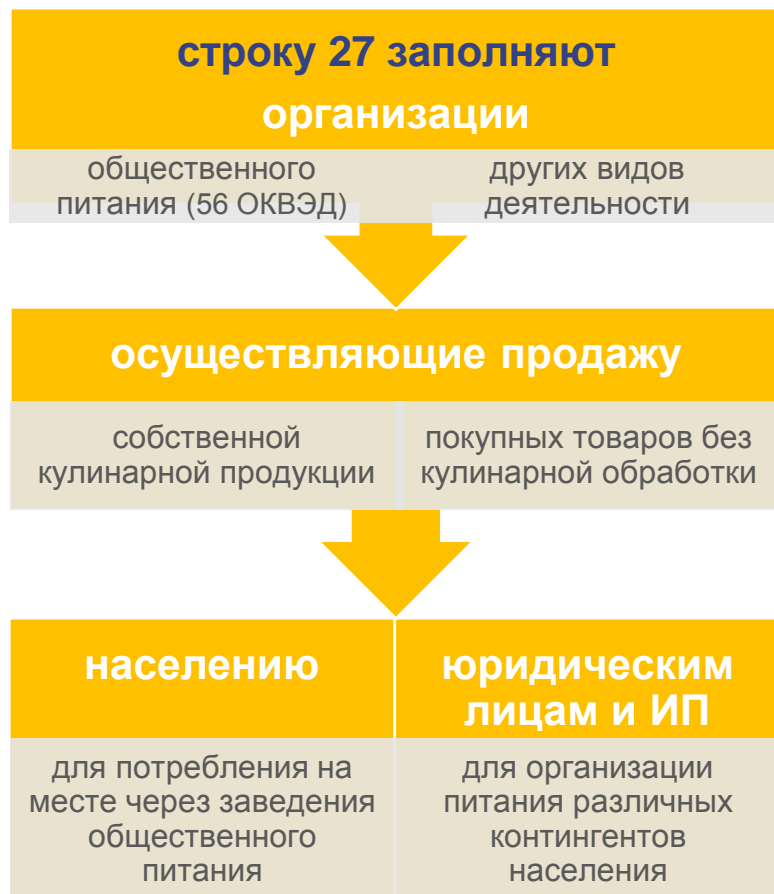 строку 27 заполняют
организации
общественного
питания (56 ОКВЭД)
других видов
деятельности
осуществляющие продажу
собственной
кулинарной продукции
покупных товаров без
кулинарной обработки
населению
для потребления на
месте через заведения
общественного
питания
юридическим
лицам и ИП
для организации
питания различных
контингентов
населения